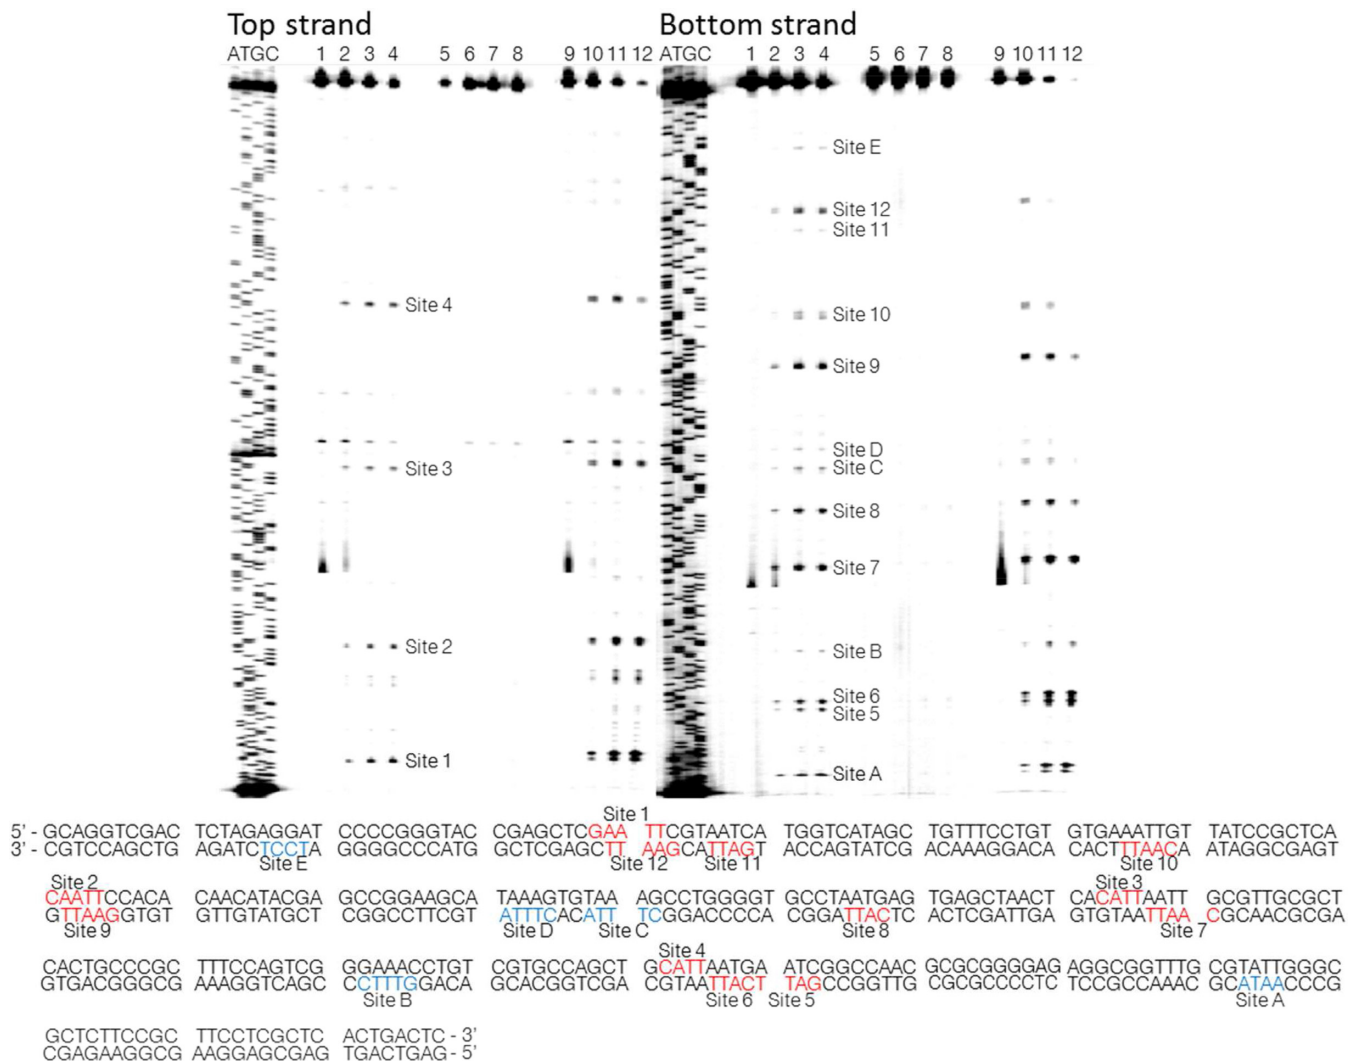 Top strand Bottom strand
ATGC 1 2 3 4 5 6 7 8 9 10 11 12 ATGC 1 2 3 4 5 6 7 8 9 10 11 12
Site E
Site 12
Site 11
Site 4
Site 10
Site 9
Site D
Site 3
Site C
Site 8
Site 7
Site 2
Site B
Site 6
Site 5
Site 1
Site A
Site 1
5' - GCAGGTCGAC TCTAGAGGAT CCCCGGGTAC CGAGCTCGAA TTCGTAATCA TGGTCATAGC TGTTTCCTGT GTGAAATTGT TATCCGCTCA
3' - CGTCCAGCTG AGATCTCCTA GGGGCCCATG GCTCGAGCTT AAGCATTAGT ACCAGTATCG ACAAAGGACA CACTTTAACA ATAGGCGAGT
Site E Site 12 Site 11 Site 10
Site 2 Site 3
CAATTCCACA CAACATACGA GCCGGAAGCA TAAAGTGTAA AGCCTGGGGT GCCTAATGAG TGAGCTAACT CACATTAATT GCGTTGCGCT
GTTAAGGTGT GTTGTATGCT CGGCCTTCGT ATTTCACATT TCGGACCCCA CGGATTACTC ACTCGATTGA GTGTAATTAA CGCAACGCGA
Site 9 Site D Site C Site 8 Site 7
Site 4
CACTGCCCGC TTTCCAGTCG GGAAACCTGT CGTGCCAGCT GCATTAATGA ATCGGCCAAC GCGCGGGGAG AGGCGGTTTG CGTATTGGGC
GTGACGGGCG AAAGGTCAGC CCTTTGGACA GCACGGTCGA CGTAATTACT TAGCCGGTTG CGCGCCCCTC TCCGCCAAAC GCATAACCCG
Site B Site 6 Site 5 Site A
GCTCTTCCGC TTCCTCGCTC ACTGACTC - 3'
CGAGAAGGCG AAGGAGCGAG TGACTGAG - 5'